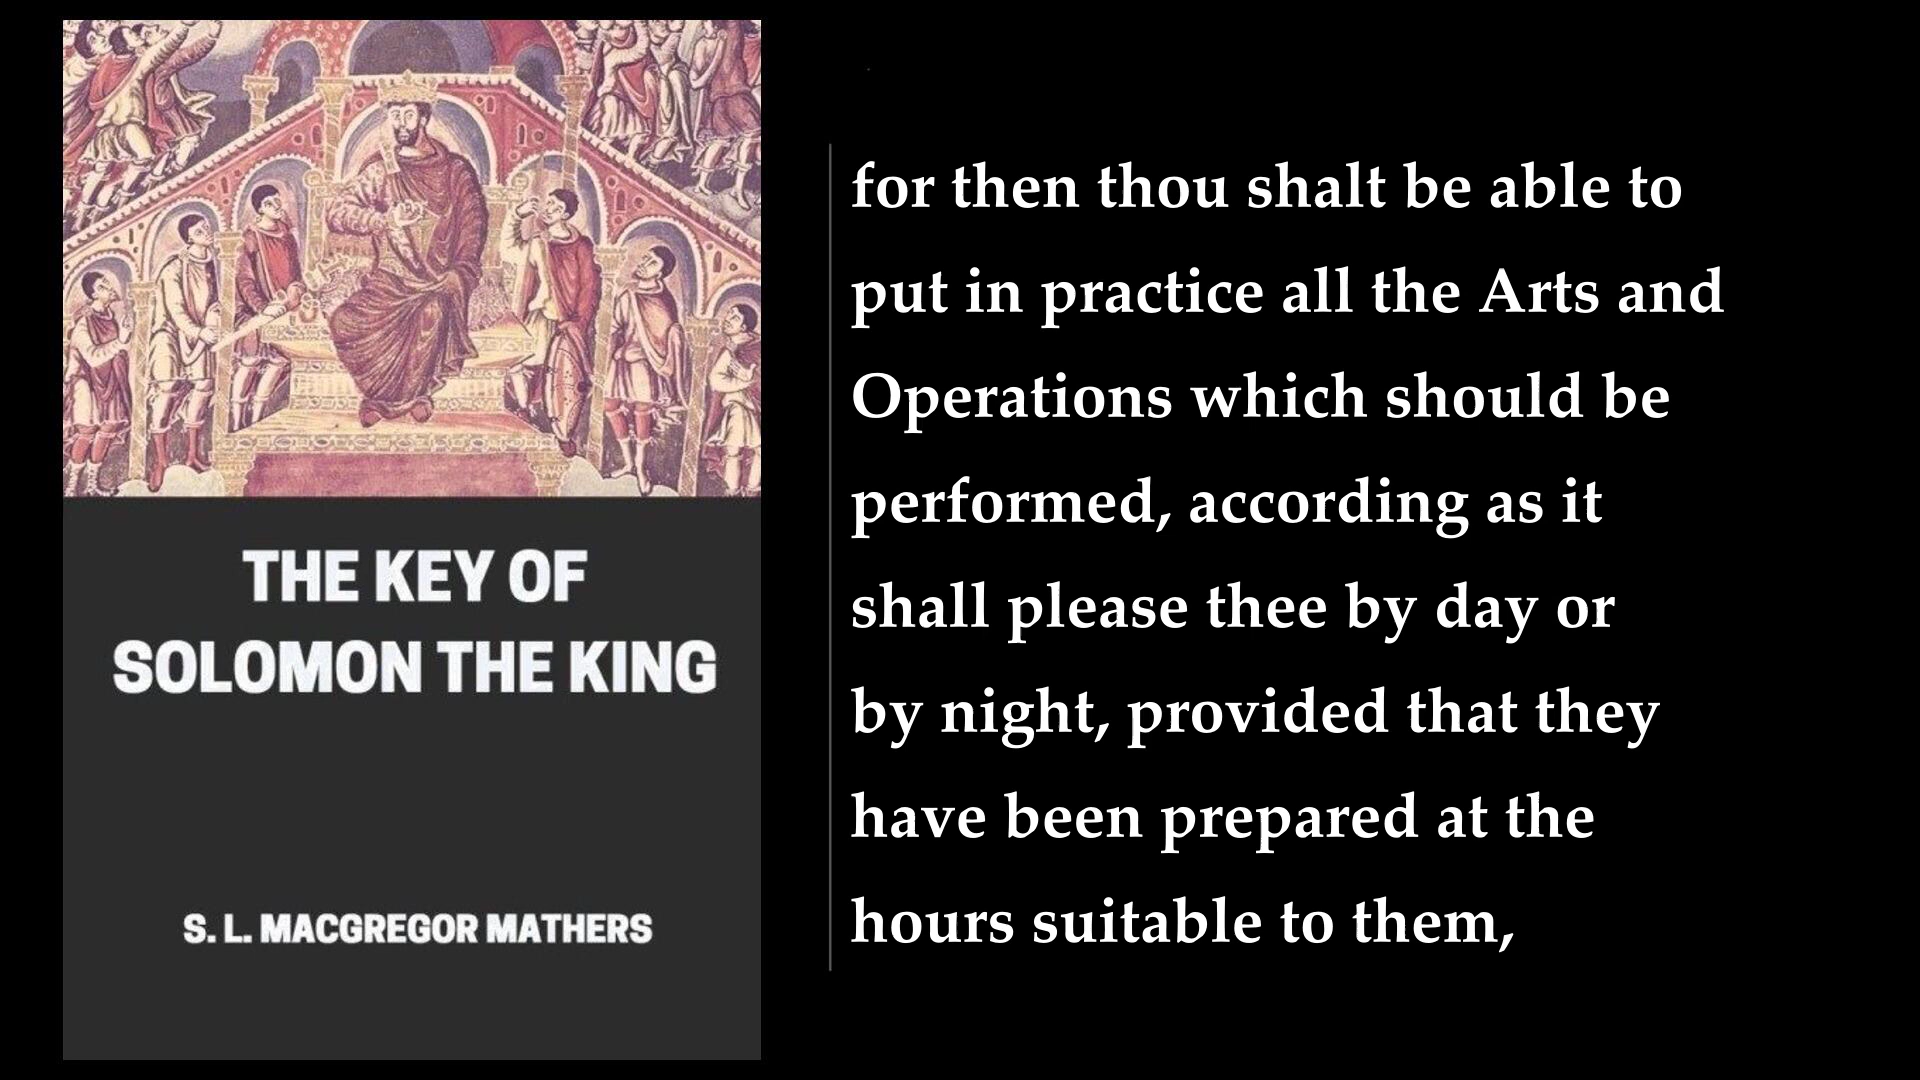 THE KEY OF
SOLOMON THE KING
S. L. MACGREGOR MATHERS
for then thou shalt be able to
put in practice all the Arts and
Operations which should be
performed, according as it
shall please thee by day or
by night, provided that they
have been prepared at the
hours suitable to them,